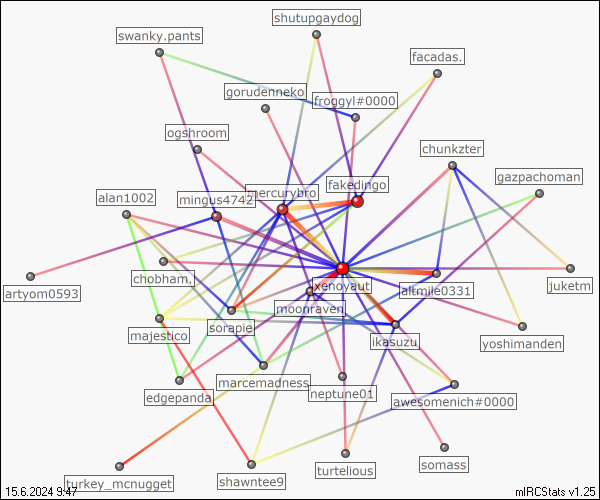 shutupgaydog
swanky.pants
facadas.
gorudenneko
froggyl#0000
ogshroom
chunkzter
gazpachoman
fakedingo
mercurybro
alan1002
mingus4742
chobham.
xenoyaut
altmile0331
juketm
artyom0593
moonraven
sorapie
majestico
ikasuzu
yoshimanden
marcemadness
neptune01
edgepanda
awesomenich#0000
somass
turtelious
turkey_mcnugget
shawntee9
15.6.2024 9:47
mIRCStats v1.25